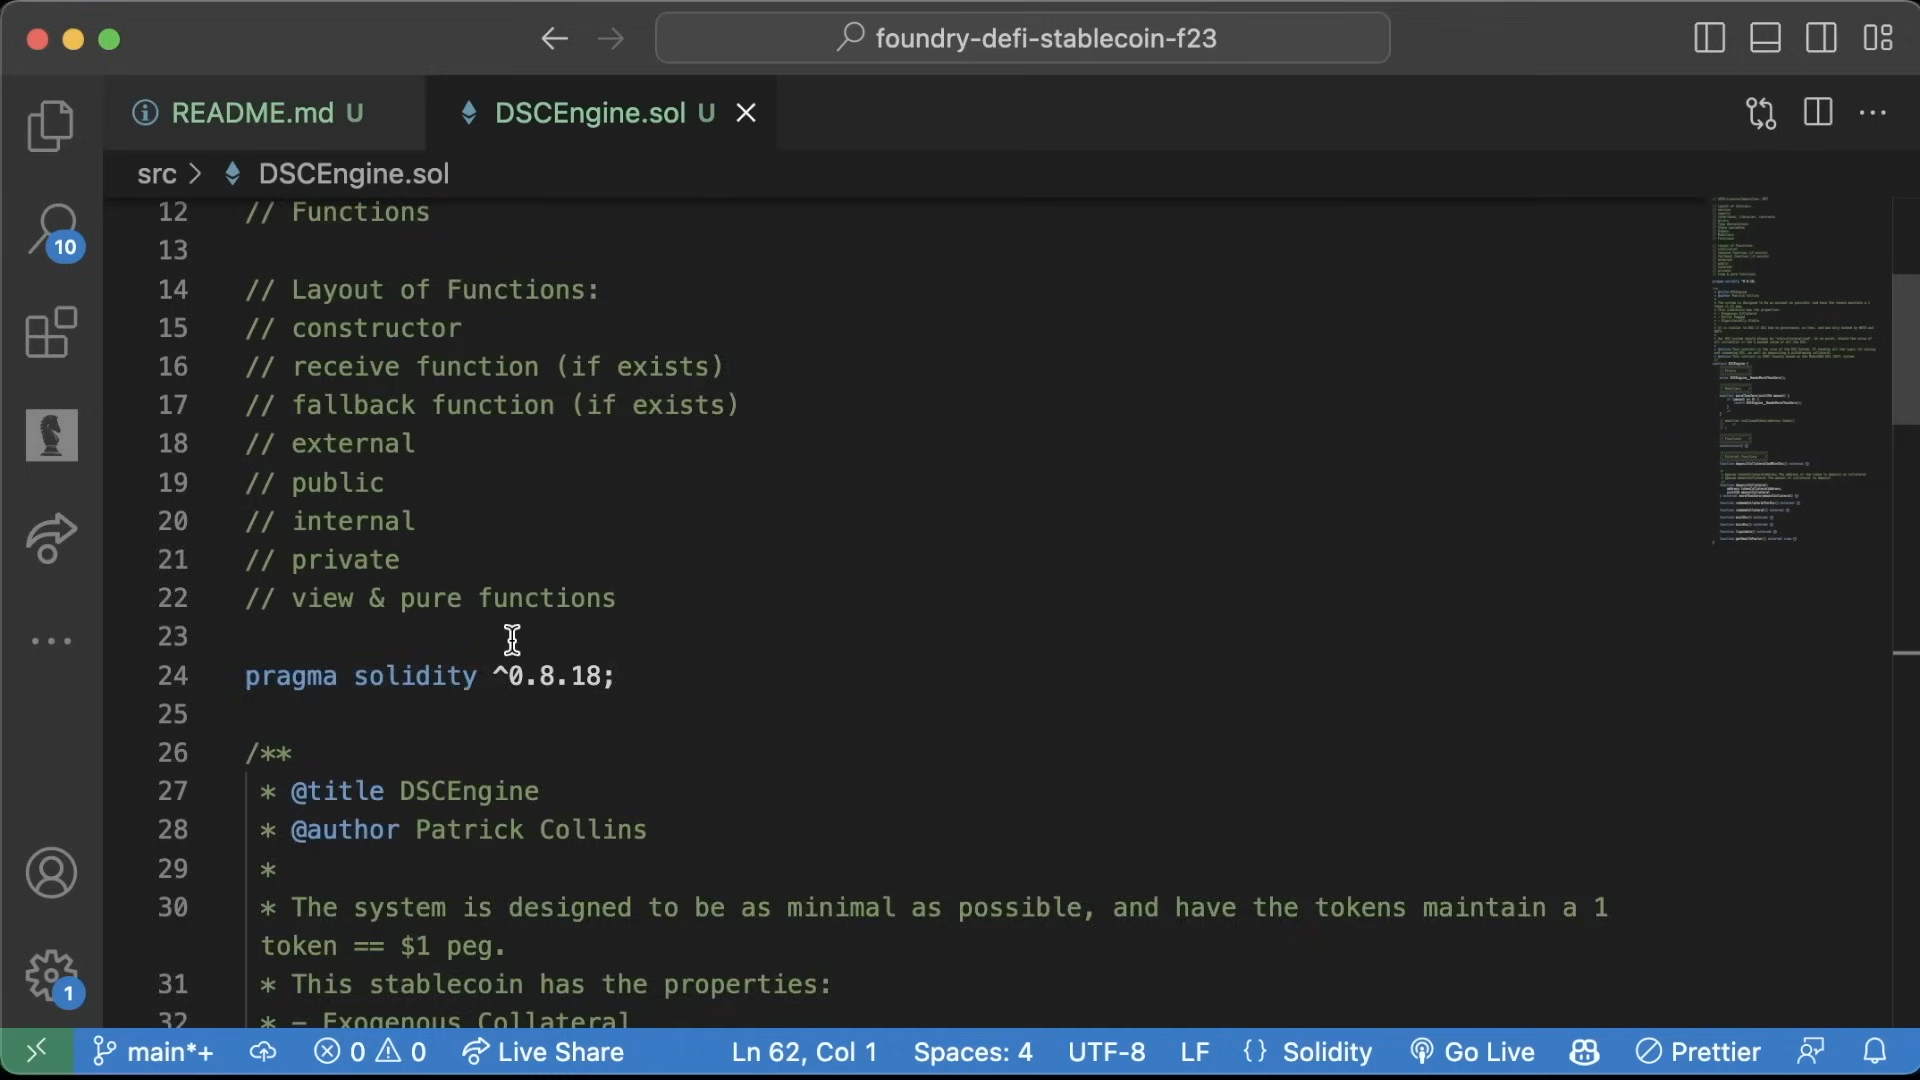 foundry-defi-stablecoin-f23
README.md U
DSCEngine.sol U
src > DSCEngine.sol
12 // Functions
13
14 // Layout of Functions:
15 // constructor
16 // receive function (if exists)
17 // fallback function (if exists)
18 // external
19 // public
20 // internal
21 // private
22 // view & pure functions
23
24 pragma solidity ^0.8.18;
25
26 /**
27 * @title DSCEngine
28 * @author Patrick Collins
29 *
30 * The system is designed to be as minimal as possible, and have the tokens maintain a 1
token == $1 peg.
31 * This stablecoin has the properties:
32 * - Exogenous Collateral
10
1
main*+ 0 0 Live Share Ln 62, Col 1 Spaces: 4 UTF-8 LF {} Solidity Go Live Prettier